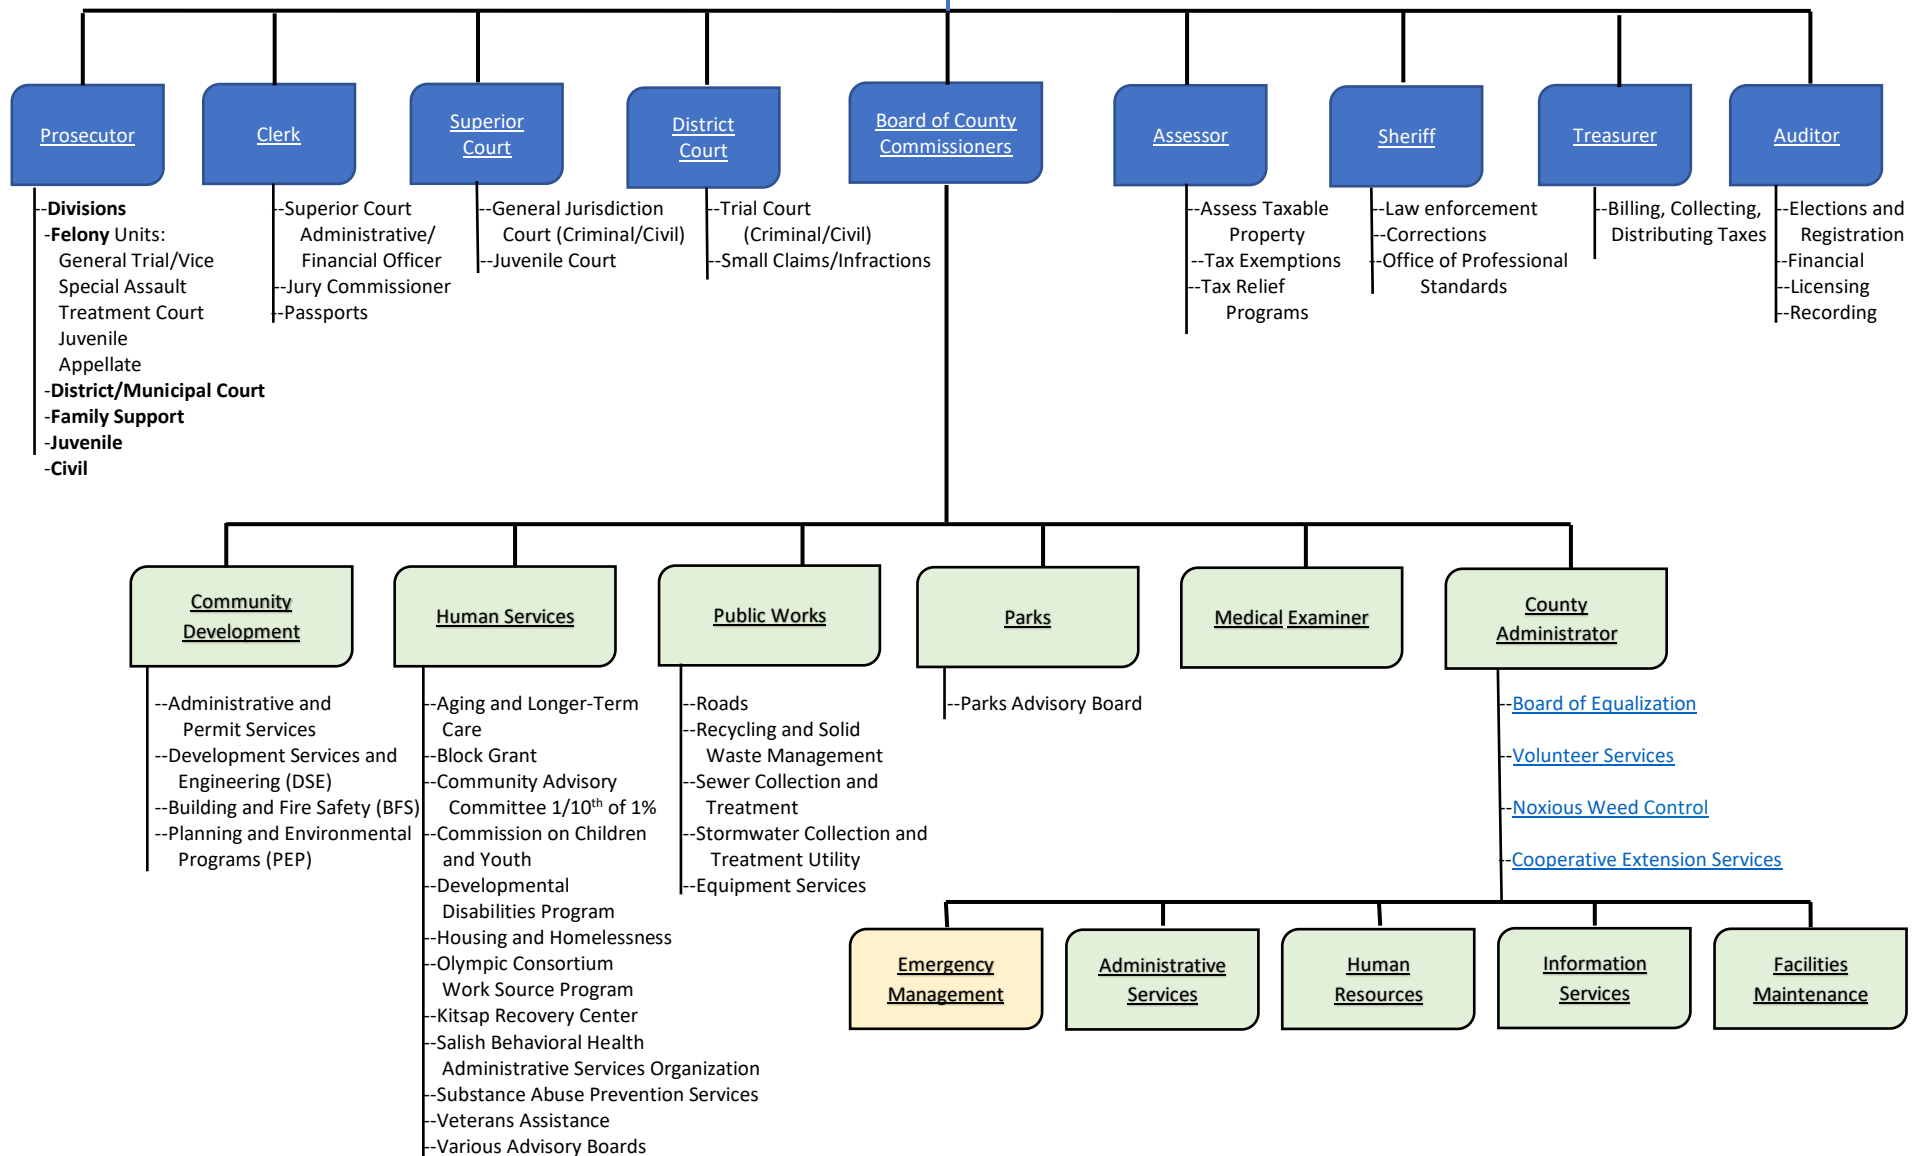 Prosecutor
Clerk
Superior
Court
District
Court
Board of County
Commissioners
Assessor
Sheriff
Treasurer
Auditor
--Divisions
-Felony Units:
General Trial/Vice
Special Assault
Treatment Court
Juvenile
Appellate
-District/Municipal Court
-Family Support
-Juvenile
-Civil
--Superior Court
Administrative/
Financial Officer
--Jury Commissioner
--Passports
--General Jurisdiction
Court (Criminal/Civil)
--Juvenile Court
--Trial Court
(Criminal/Civil)
--Small Claims/Infractions
--Assess Taxable
Property
--Tax Exemptions
--Tax Relief
Programs
--Law enforcement
--Corrections
--Office of Professional
Standards
--Billing, Collecting,
Distributing Taxes
--Elections and
Registration
--Financial
--Licensing
--Recording
Community
Development
Human Services
Public Works
Parks
Medical Examiner
County
Administrator
--Administrative and
Permit Services
--Development Services and
Engineering (DSE)
--Building and Fire Safety (BFS)
--Planning and Environmental
Programs (PEP)
--Aging and Longer-Term
Care
--Block Grant
--Community Advisory
Committee 1/10th of 1%
--Commission on Children
and Youth
--Developmental
Disabilities Program
--Housing and Homelessness
--Olympic Consortium
Work Source Program
--Kitsap Recovery Center
--Salish Behavioral Health
Administrative Services Organization
--Substance Abuse Prevention Services
--Veterans Assistance
--Various Advisory Boards
--Roads
--Recycling and Solid
Waste Management
--Sewer Collection and
Treatment
--Stormwater Collection and
Treatment Utility
--Equipment Services
--Parks Advisory Board
--Board of Equalization
--Volunteer Services
--Noxious Weed Control
--Cooperative Extension Services
Emergency
Management
Administrative
Services
Human
Resources
Information
Services
Facilities
Maintenance